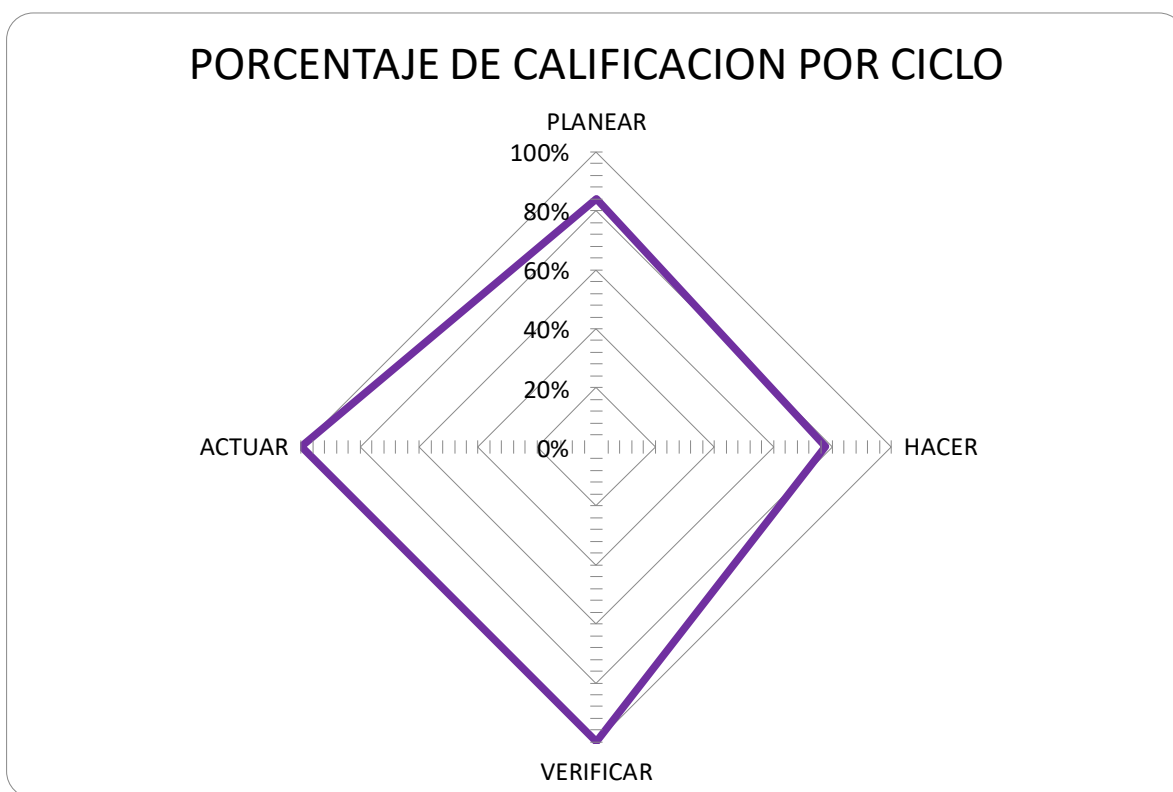 PORCENTAJE DE CALIFICACION POR CICLO
PLANEAR
100%
80%
60%
40%
20%
0%
ACTUAR
HACER
VERIFICAR